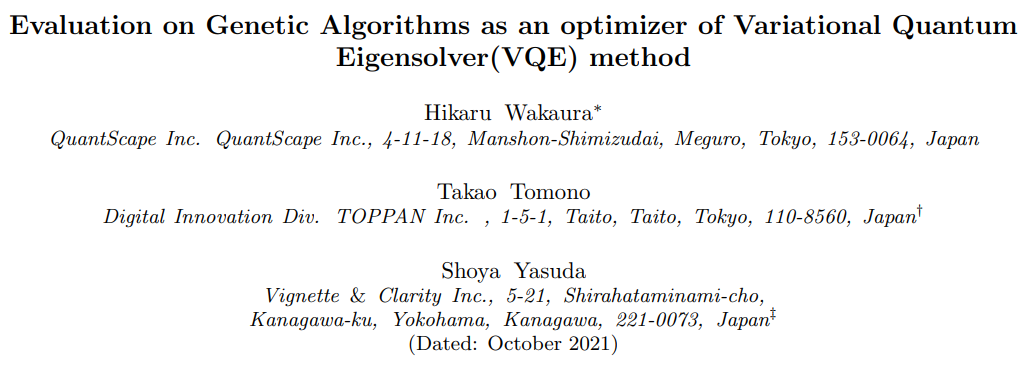 Evaluation on Genetic Algorithms as an optimizer of Variational Quantum
Eigensolver(VQE) method
Hikaru Wakaura*
QuantScape Inc. QuantScape Inc., 4-11-18, Manshon-Shimizudai, Meguro, Tokyo, 153-0064, Japan
Takao Tomono
Digital Innovation Div. TOPPAN Inc. , 1-5-1, Taito, Taito, Tokyo, 110-8560, Japan†
Shoya Yasuda
Vignette & Clarity Inc., 5-21, Shirahataminami-cho,
Kanagawa-ku, Yokohama, Kanagawa, 221-0073, Japan‡
(Dated: October 2021)